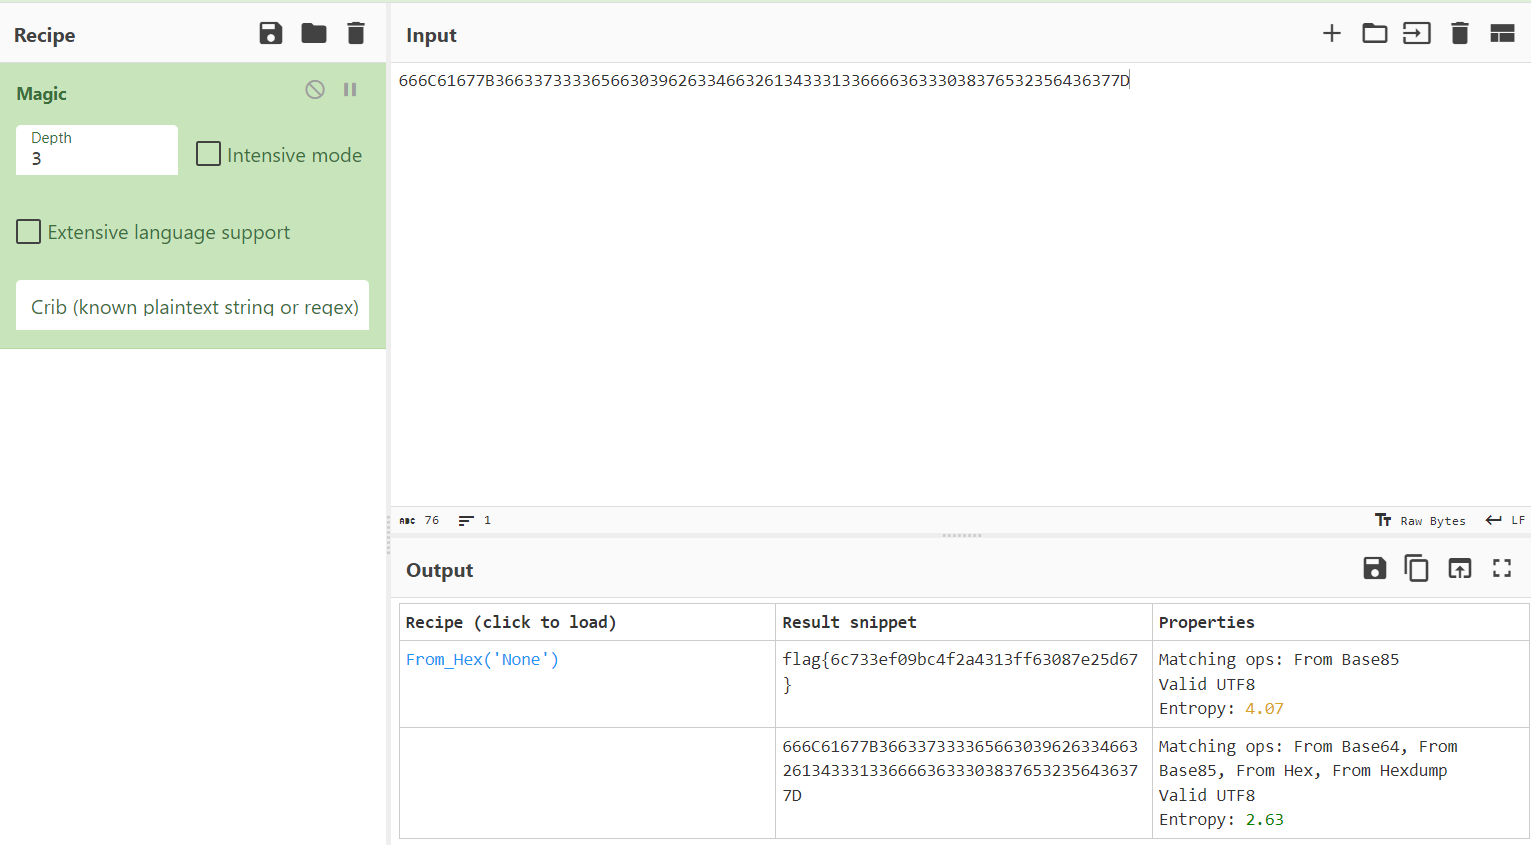 Recipe
Input
Magic
Depth
3
Intensive mode
Extensive language support
Crib (known plaintext string or regex)
666C61677B36633733336566303962633466326134333133666636333038376532356436377D
ABC 76 1
Tт Raw Bytes LF
Output
Recipe (click to load) Result snippet Properties
From_Hex('None')
flag{6c733ef09bc4f2a4313ff63087e25d67
}
Matching ops: From Base85
Valid UTF8
Entropy: 4.07
666C61677B366337333365663039626334663
2613433313366663633303837653235643637
7D
Matching ops: From Base64, From
Base85, From Hex, From Hexdump
Valid UTF8
Entropy: 2.63